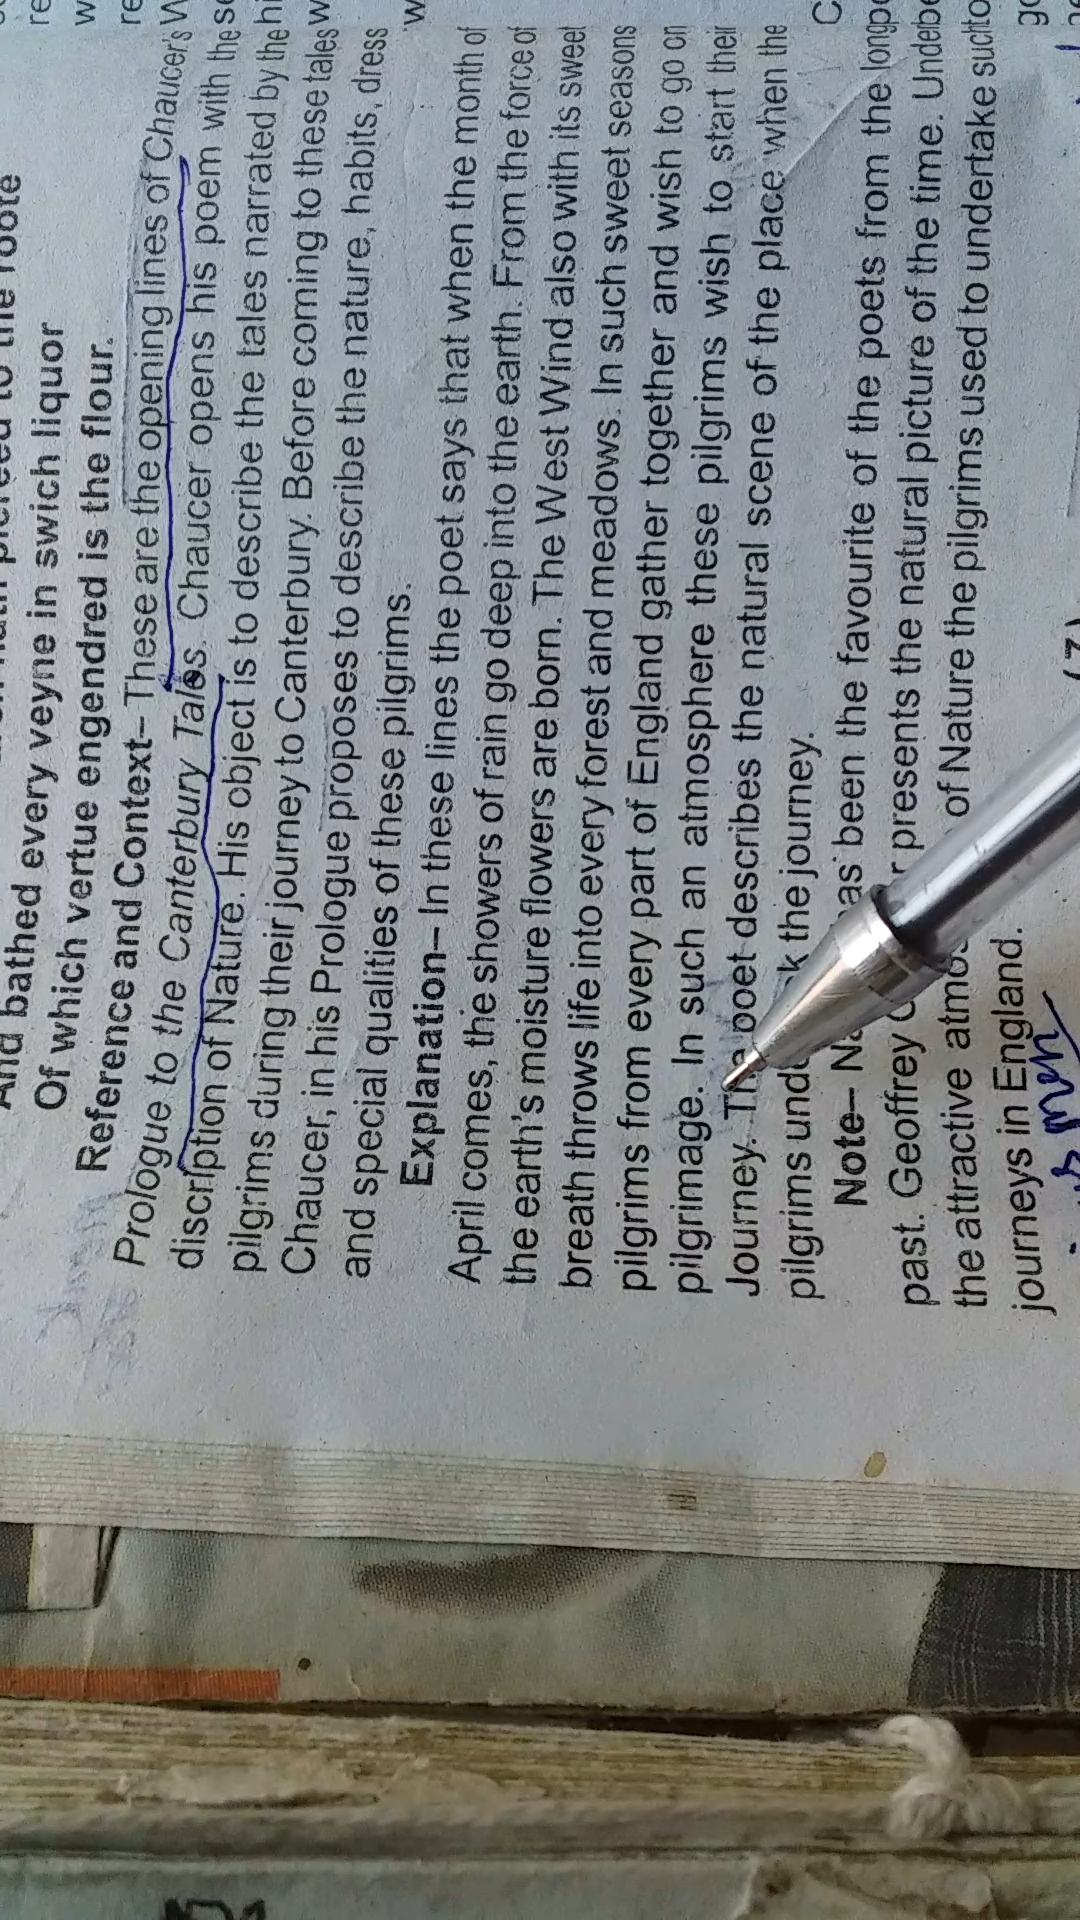 And bathed every veyne in swich liquor
Of which vertue engendred is the flour.
Reference and Context– These are the opening lines of Chaucer's
Prologue to the Canterbury Tales. Chaucer opens his poem with the
discription of Nature. His object is to describe the tales narrated by the
pilgrims during their journey to Canterbury. Before coming to these tales
Chaucer, in his Prologue proposes to describe the nature, habits, dress
and special qualities of these pilgrims.
Explanation– In these lines the poet says that when the month of
April comes, the showers of rain go deep into the earth. From the force of
the earth's moisture flowers are born. The West Wind also with its sweet
breath throws life into every forest and meadows. In such sweet seasons
pilgrims from every part of England gather together and wish to go on
pilgrimage. In such an atmosphere these pilgrims wish to start their
Journey. The poet describes the natural scene of the place when the
pilgrims the journey.
Note– has been the favourite of the poets from the long
past. Geoffrey presents the natural picture of the time. Under
the attractive of Nature the pilgrims used to undertake such
journeys in England.
men